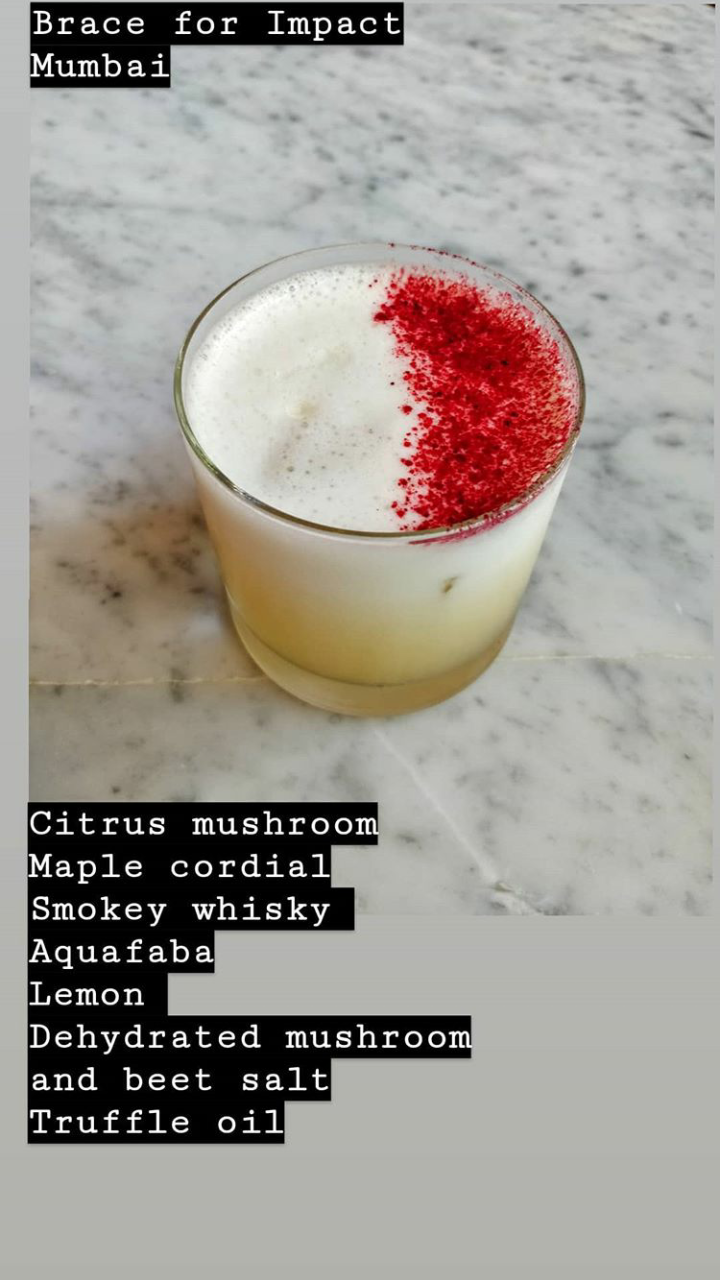 Brace for Impact
Mumbai
Citrus mushroom
Maple cordial
Smokey whisky
Aquafaba
Lemon
Dehydrated mushroom
and beet salt
Truffle oil